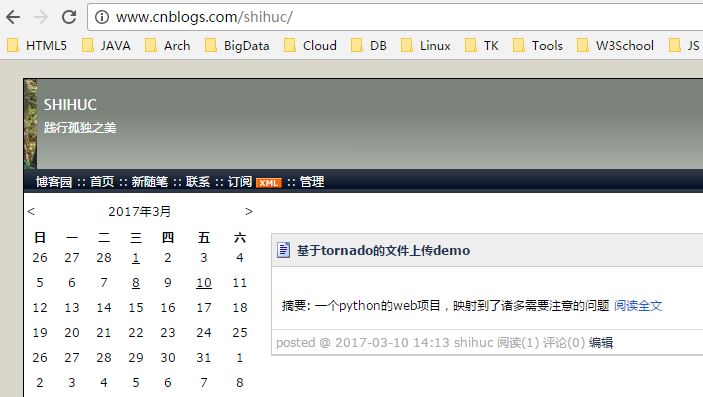 www.cnblogs.com/shihuc/
HTML5 JAVA Arch BigData Cloud DB Linux TK Tools W3School JS
SHIHUC
践行孤独之美
博客园 :: 首页 :: 新随笔 :: 联系 :: 订阅 XML :: 管理
< 2017年3月 >
日 一 二 三 四 五 六
26 27 28 1 2 3 4
5 6 7 8 9 10 11
12 13 14 15 16 17 18
19 20 21 22 23 24 25
26 27 28 29 30 31 1
2 3 4 5 6 7 8
基于tornado的文件上传demo
摘要: 一个python的web项目，映射到了诸多需要注意的问题 阅读全文
posted @ 2017-03-10 14:13 shihuc 阅读(1) 评论(0) 编辑